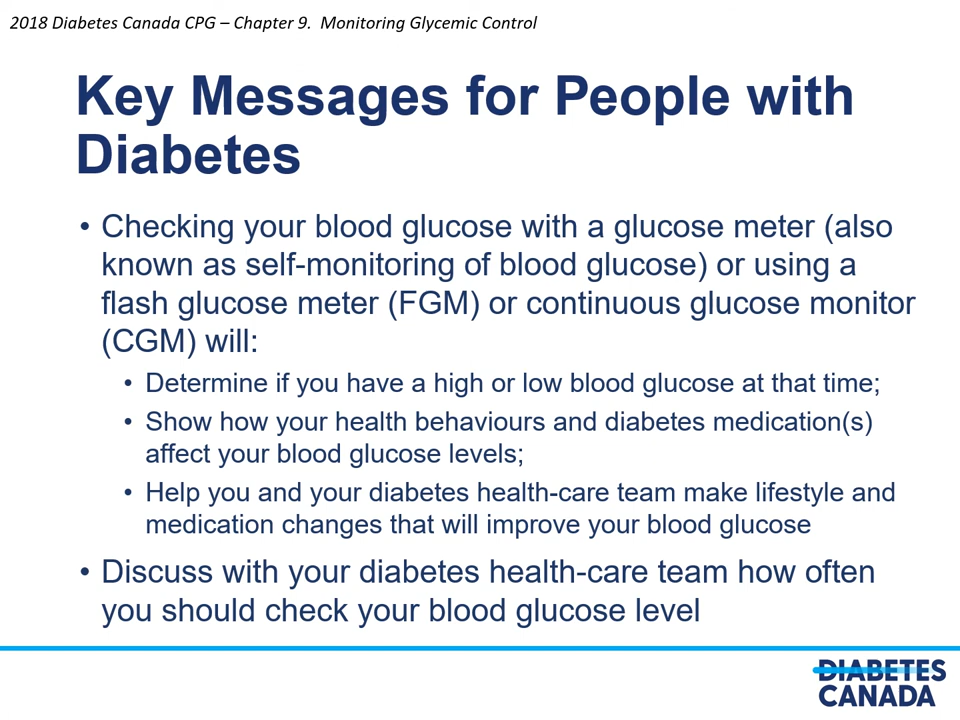 2018 Diabetes Canada CPG – Chapter 9. Monitoring Glycemic Control
Key Messages for People with
Diabetes
• Checking your blood glucose with a glucose meter (also
known as self-monitoring of blood glucose) or using a
flash glucose meter (FGM) or continuous glucose monitor
(CGM) will:
• Determine if you have a high or low blood glucose at that time;
• Show how your health behaviours and diabetes medication(s)
affect your blood glucose levels;
• Help you and your diabetes health-care team make lifestyle and
medication changes that will improve your blood glucose
• Discuss with your diabetes health-care team how often
you should check your blood glucose level
DIABETES
CANADA